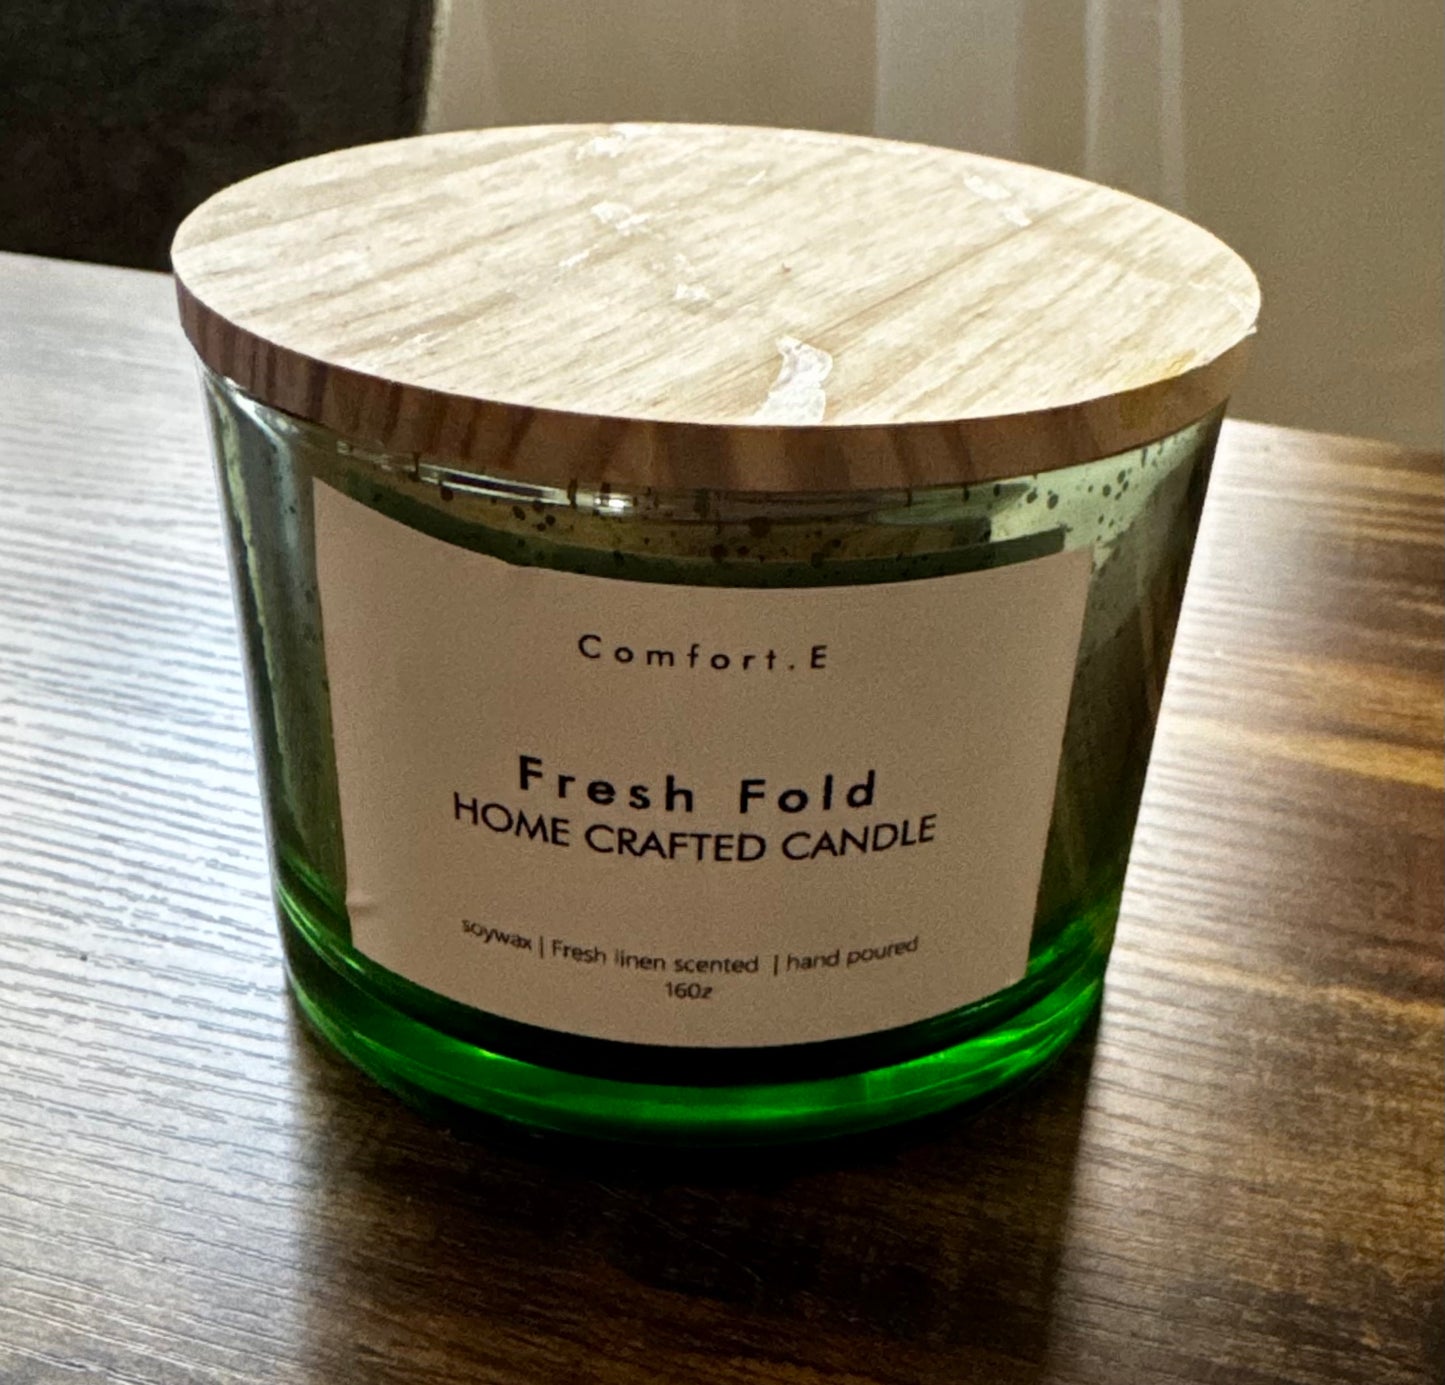 Comfort.E
Fresh Fold
HOME CRAFTED CANDLE
soywax | Fresh linen scented | hand poured
16Oz